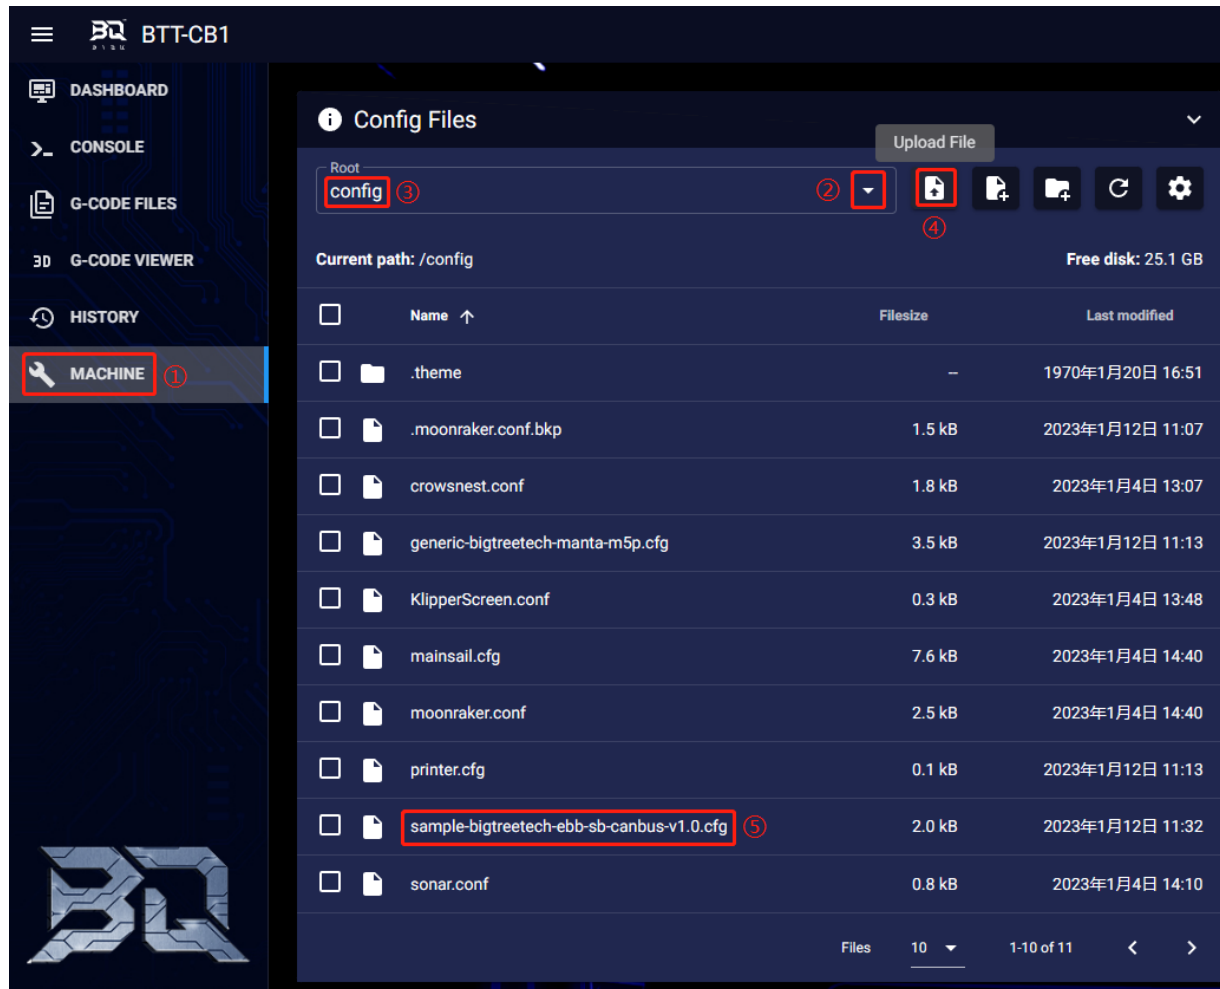 BQ BTT-CB1
DASHBOARD
CONSOLE
G-CODE FILES
3D G-CODE VIEWER
HISTORY
MACHINE ①
Config Files
Upload File
Root
config ③ ②
④
Current path: /config Free disk: 25.1 GB
Name Filesize Last modified
.theme -- 1970年1月20日 16:51
.moonraker.conf.bkp 1.5 kB 2023年1月12日 11:07
crowsnest.conf 1.8 kB 2023年1月4日 13:07
generic-bigtreetech-manta-m5p.cfg 3.5 kB 2023年1月12日 11:13
KlipperScreen.conf 0.3 kB 2023年1月4日 13:48
mainsail.cfg 7.6 kB 2023年1月4日 14:40
moonraker.conf 2.5 kB 2023年1月4日 14:40
printer.cfg 0.1 kB 2023年1月12日 11:13
sample-bigtreetech-ebb-sb-canbus-v1.0.cfg ⑤ 2.0 kB 2023年1月12日 11:32
sonar.conf 0.8 kB 2023年1月4日 14:10
Files 10 1-10 of 11
BQ